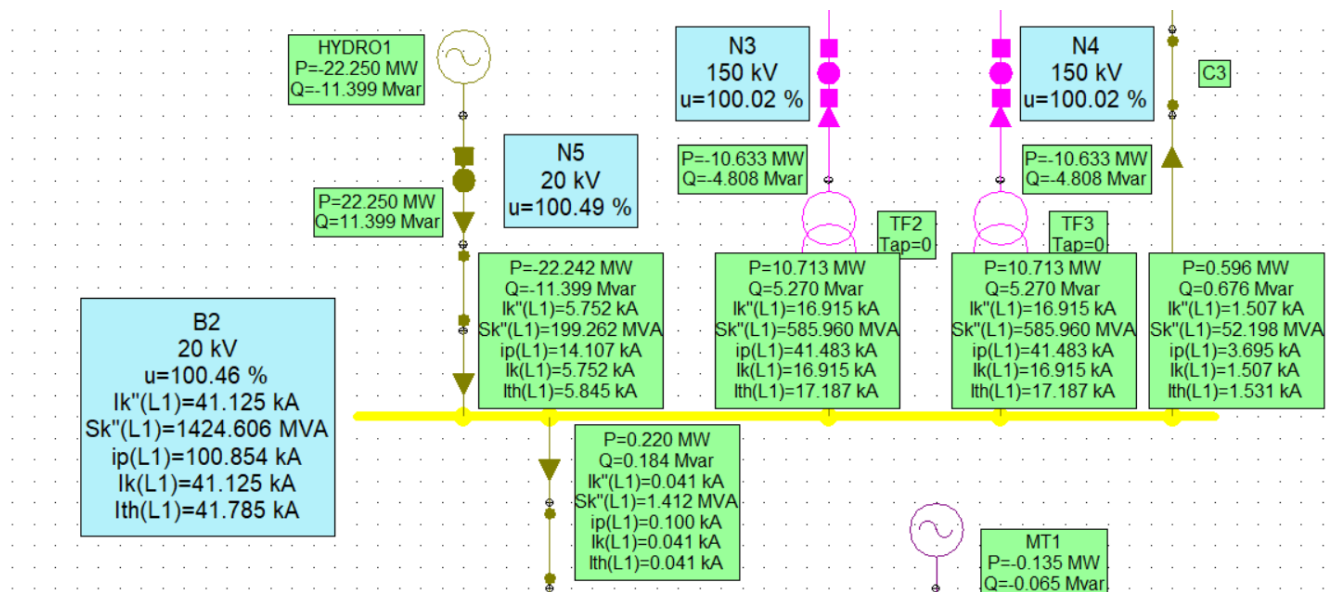 HYDRO1
P=-22.250 MW
Q=-11.399 Mvar
N3
150 kV
u=100.02 %
N4
150 kV
u=100.02 %
C3
N5
20 kV
u=100.49 %
P=-10.633 MW
Q=-4.808 Mvar
P=-10.633 MW
Q=-4.808 Mvar
P=22.250 MW
Q=11.399 Mvar
TF2
Tap=0
TF3
Tap=0
P=-22.242 MW
Q=-11.399 Mvar
Ik"(L1)=5.752 kA
Sk"(L1)=199.262 MVA
ip(L1)=14.107 kA
Ik(L1)=5.752 kA
Ith(L1)=5.845 kA
P=10.713 MW
Q=5.270 Mvar
Ik"(L1)=16.915 kA
Sk"(L1)=585.960 MVA
ip(L1)=41.483 kA
Ik(L1)=16.915 kA
Ith(L1)=17.187 kA
P=10.713 MW
Q=5.270 Mvar
Ik"(L1)=16.915 kA
Sk"(L1)=585.960 MVA
ip(L1)=41.483 kA
Ik(L1)=16.915 kA
Ith(L1)=17.187 kA
P=0.596 MW
Q=0.676 Mvar
Ik"(L1)=1.507 kA
Sk"(L1)=52.198 MVA
ip(L1)=3.695 kA
Ik(L1)=1.507 kA
Ith(L1)=1.531 kA
B2
20 kV
u=100.46 %
Ik"(L1)=41.125 kA
Sk"(L1)=1424.606 MVA
ip(L1)=100.854 kA
Ik(L1)=41.125 kA
Ith(L1)=41.785 kA
P=0.220 MW
Q=0.184 Mvar
Ik"(L1)=0.041 kA
Sk"(L1)=1.412 MVA
ip(L1)=0.100 kA
Ik(L1)=0.041 kA
Ith(L1)=0.041 kA
MT1
P=-0.135 MW
Q=-0.065 Mvar